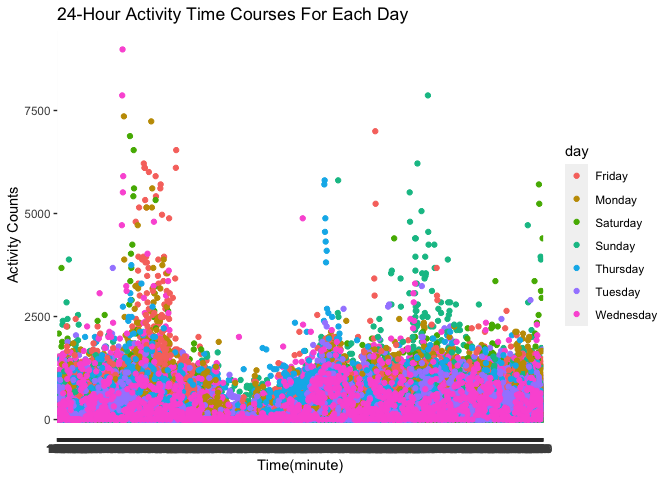 24-Hour Activity Time Courses For Each Day
Activity Counts
7500
5000
2500
0
Time(minute)
day
Friday
Monday
Saturday
Sunday
Thursday
Tuesday
Wednesday